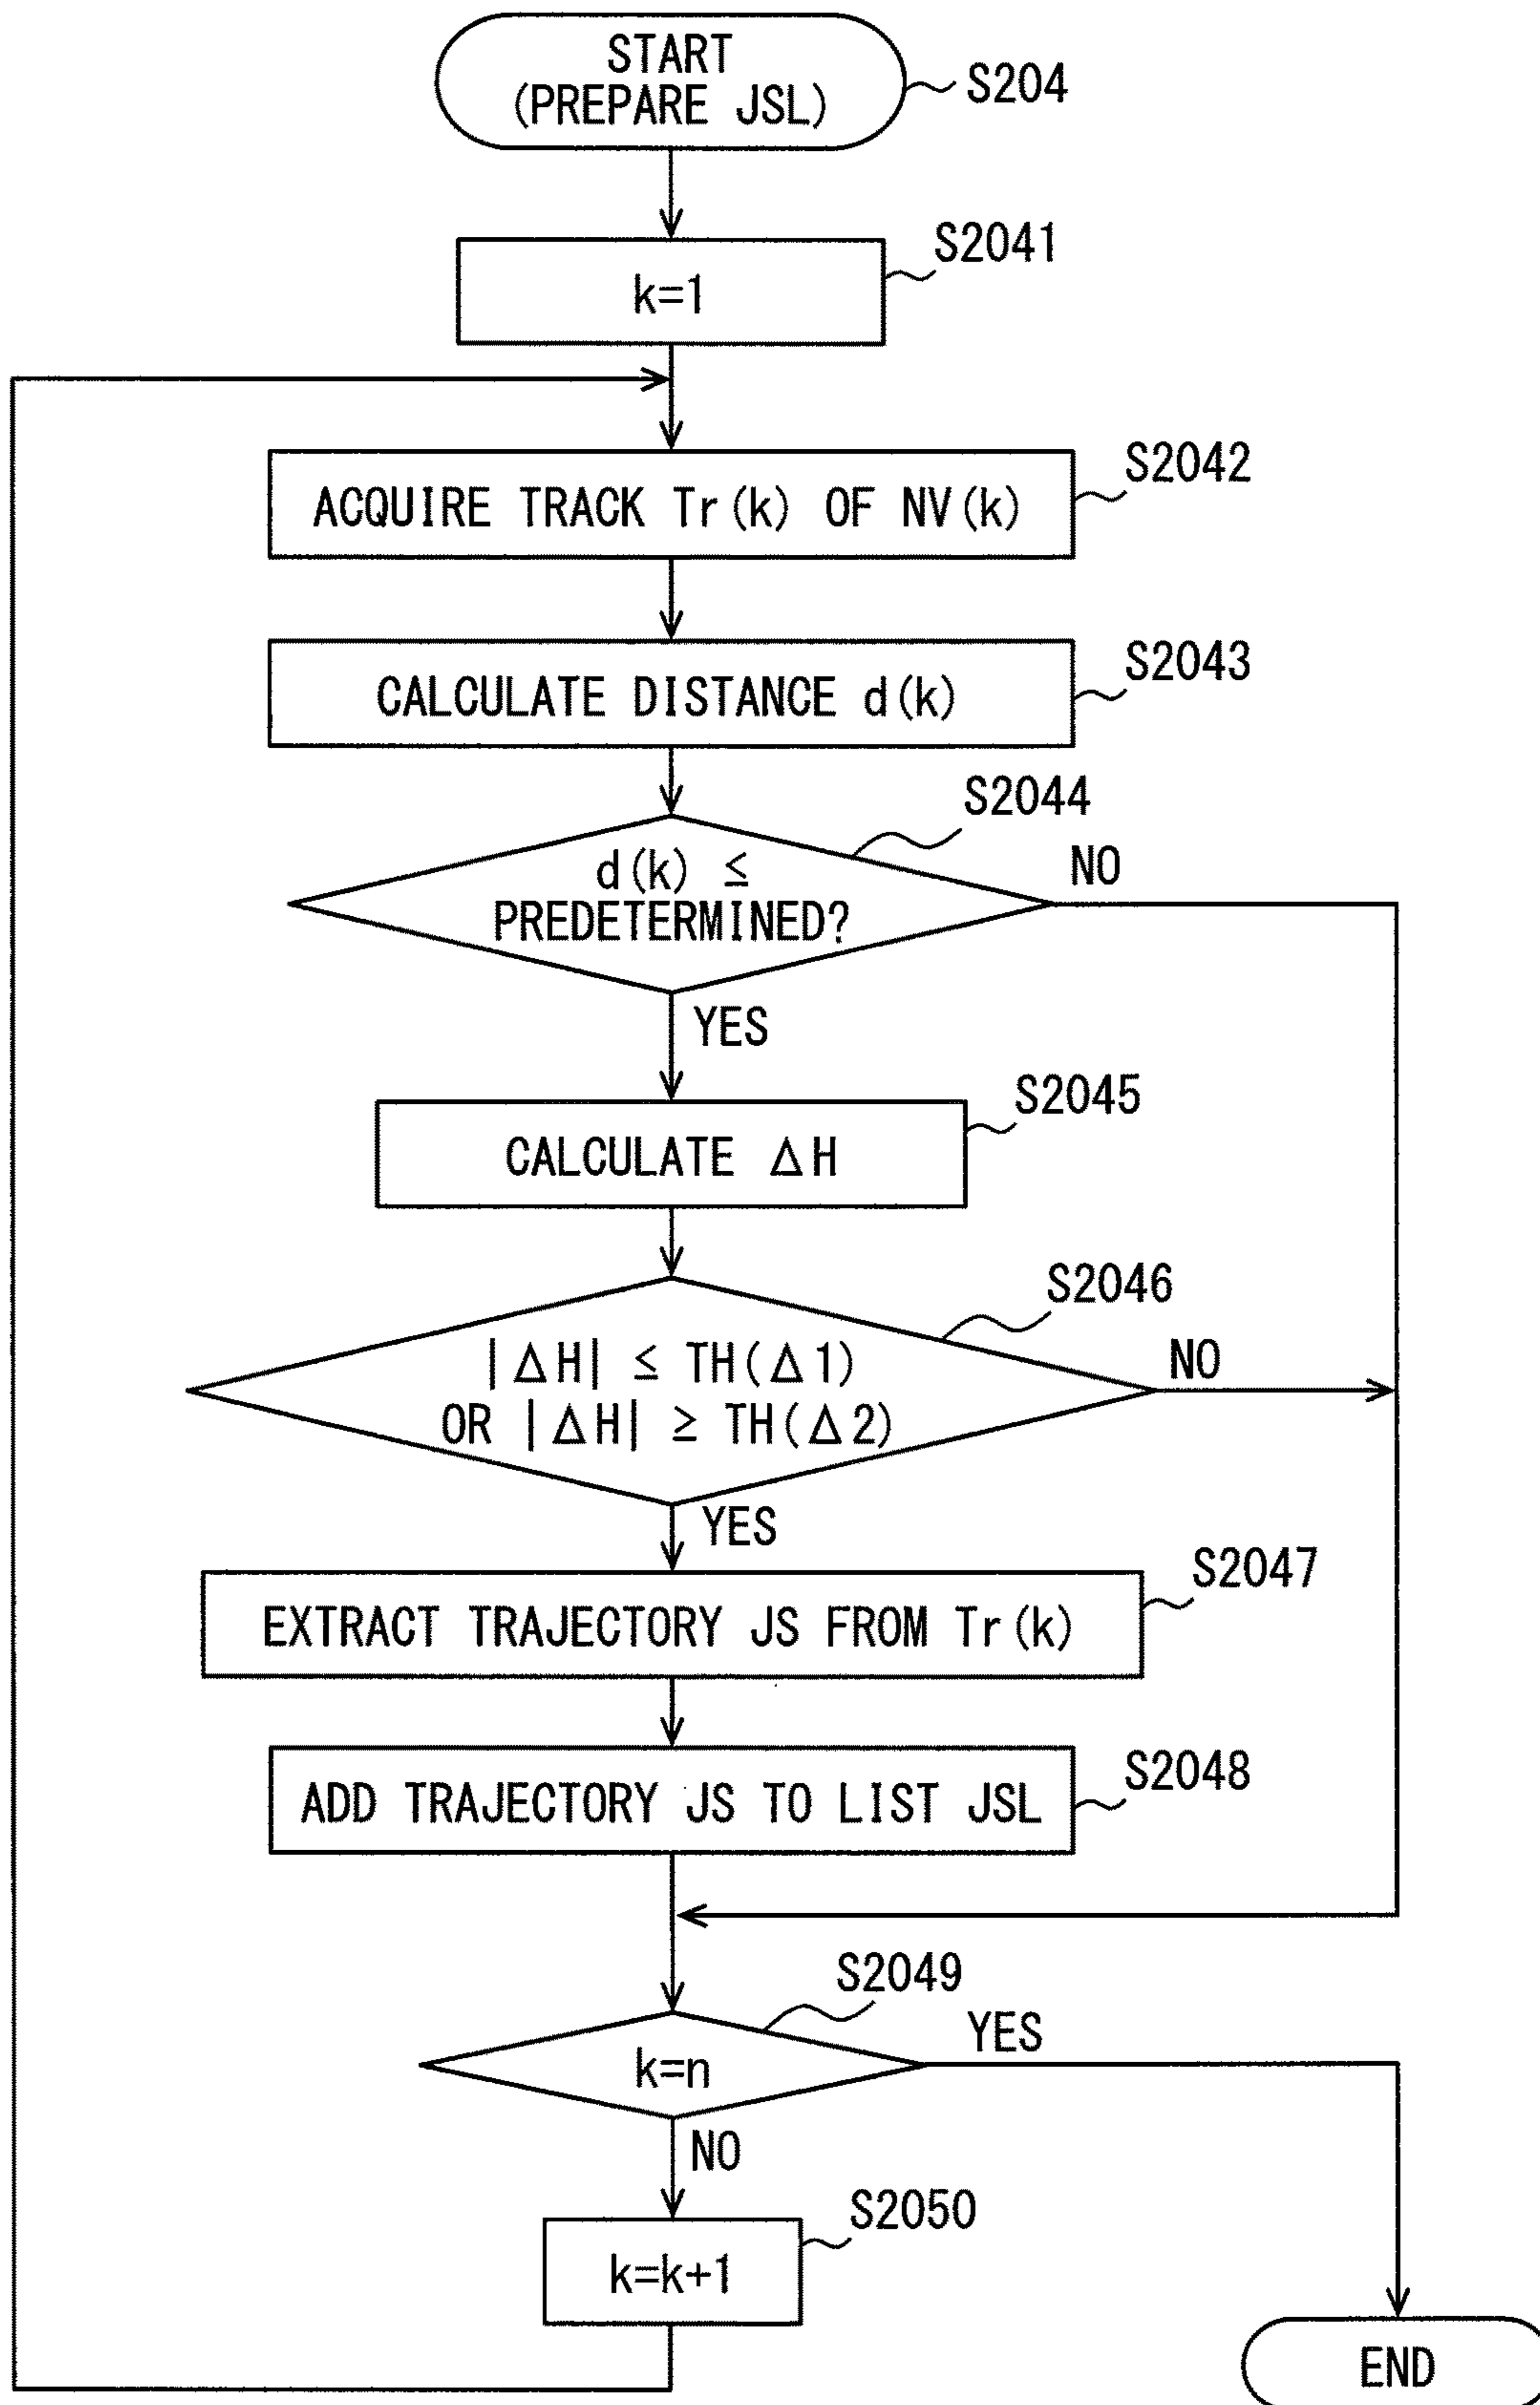 START
(PREPARE JSL)
S204
S2041
k=1
S2042
ACQUIRE TRACK Tr(k) OF NV(k)
S2043
CALCULATE DISTANCE d(k)
S2044
d(k) ≤
PREDETERMINED?
NO
YES
S2045
CALCULATE ΔH
S2046
|ΔH| ≤ TH(Δ1)
OR |ΔH| ≥ TH(Δ2)
NO
YES
S2047
EXTRACT TRAJECTORY JS FROM Tr(k)
S2048
ADD TRAJECTORY JS TO LIST JSL
S2049
k=n
YES
NO
S2050
k=k+1
END